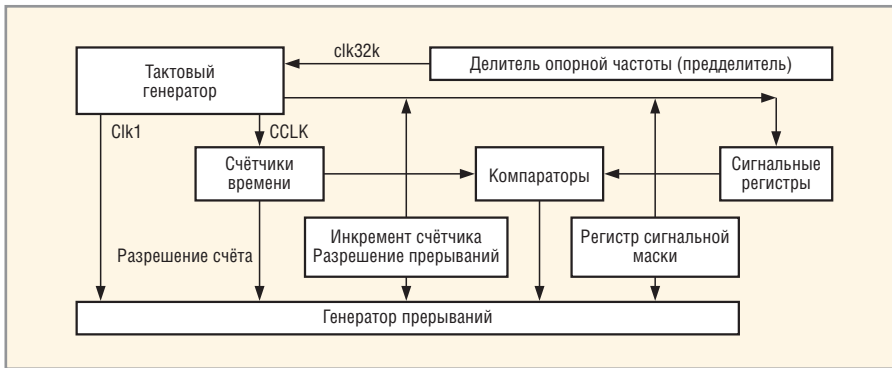 clk32k
Тактовый
генератор
Делитель опорной частоты (предделитель)
Clk1
CCLK
Счётчики
времени
Компараторы
Сигнальные
регистры
Разрешение счёта
Инкремент счётчика
Разрешение прерываний
Регистр сигнальной
маски
Генератор прерываний